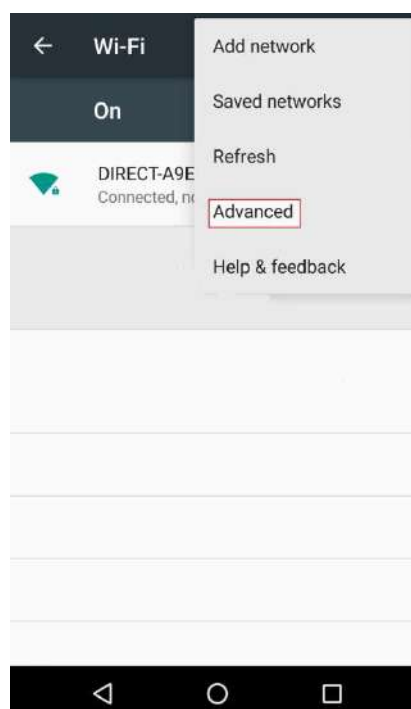 Wi-Fi
On
DIRECT-A9E
Connected,
Add network
Saved networks
Refresh
Advanced
Help & feedback